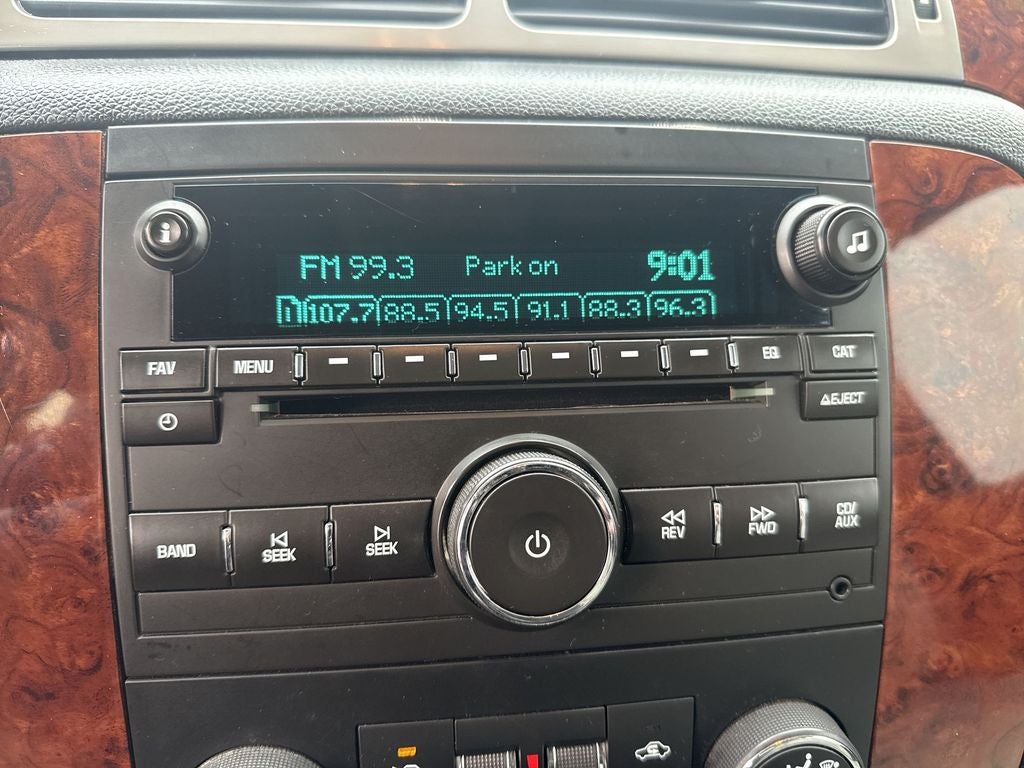 i
FM 99.3 Park on 9:01
1 107.7 88.5 94.5 91.1 88.3 96.3
FAV MENU EQ CAT
EJECT
BAND SEEK SEEK REV FWD CD/
AUX